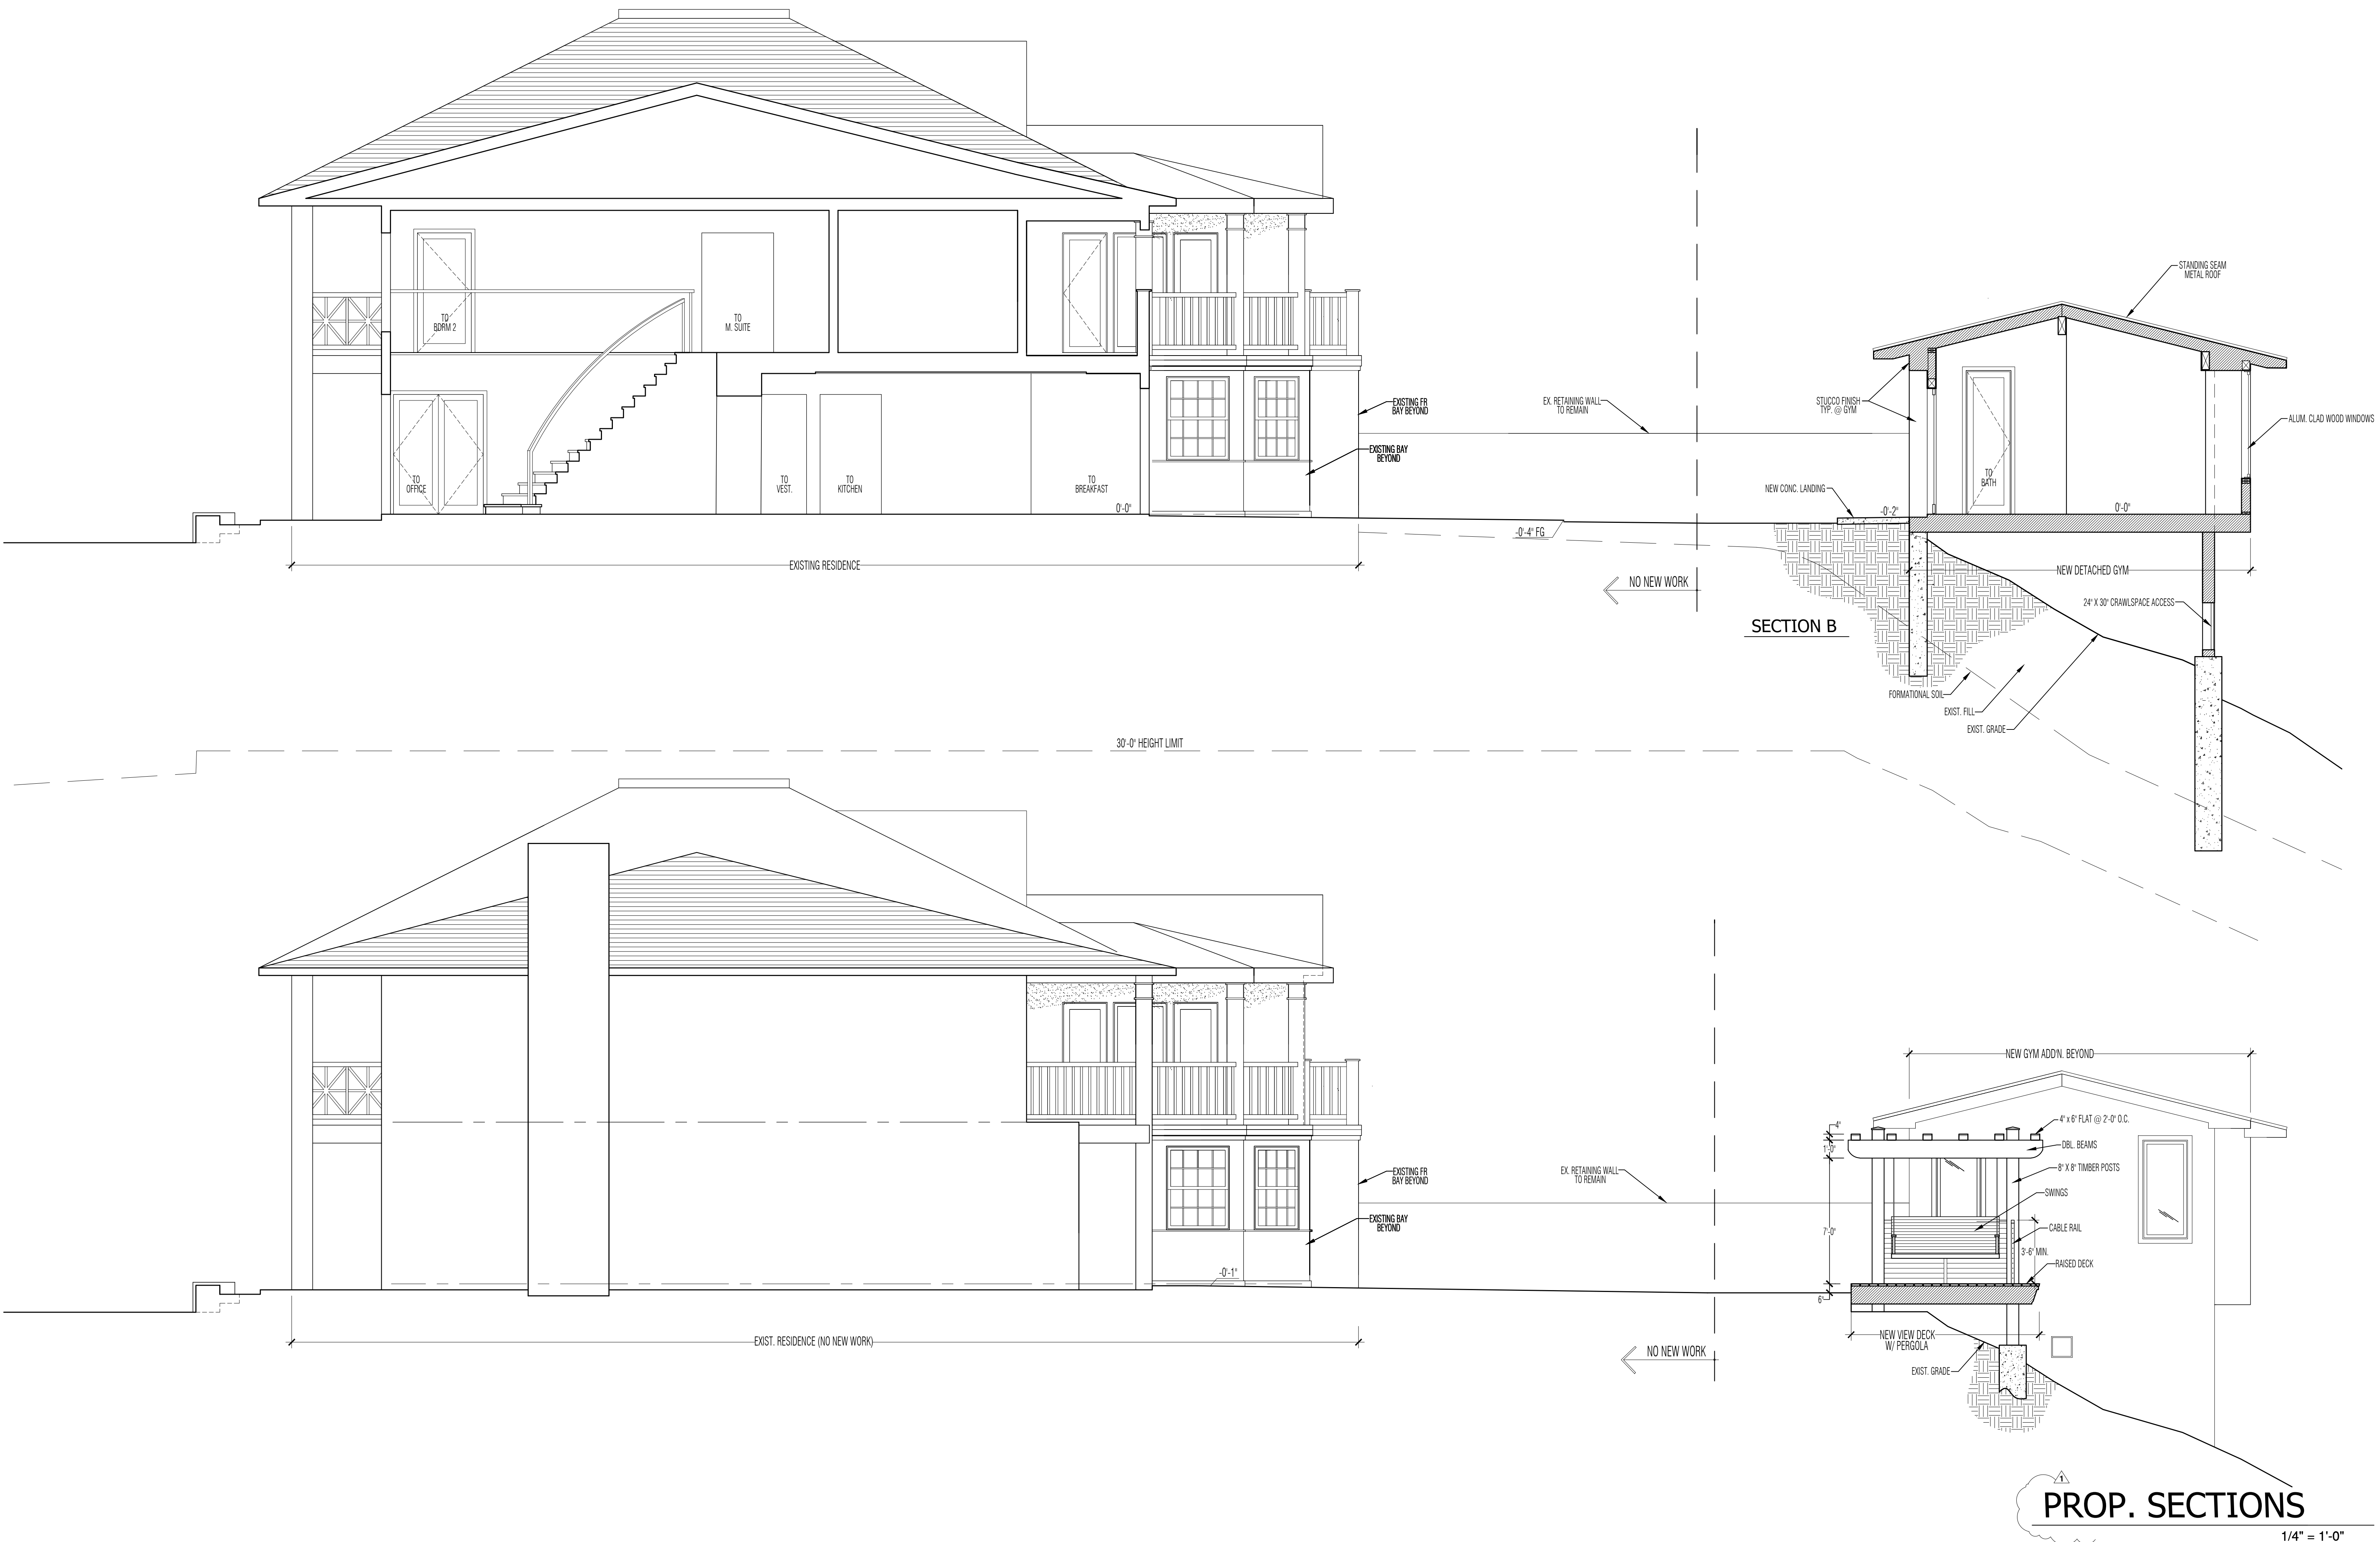 STANDING SEAM
METAL ROOF
TO
BDRM 2
TO
M. SUITE
STUCCO FINISH
TYP. @ GYM
EXISTING FR
BAY BEYOND
EX. RETAINING WALL
TO REMAIN
ALUM. CLAD WOOD WINDOWS
EXISTING BAY
BEYOND
TO
OFFICE
TO
VEST.
TO
KITCHEN
TO
BREAKFAST
TO
BATH
NEW CONC. LANDING
0'-0"
-0'-2"
0'-0"
-0'-4" FG
EXISTING RESIDENCE
NEW DETACHED GYM
NO NEW WORK
24" X 30" CRAWLSPACE ACCESS
SECTION B
FORMATIONAL SOIL
EXIST. FILL
EXIST. GRADE
30'-0" HEIGHT LIMIT
NEW GYM ADD'N. BEYOND
4" x 6" FLAT @ 2'-0" O.C.
4"
1'-0"
DBL. BEAMS
8" X 8" TIMBER POSTS
EXISTING FR
BAY BEYOND
EX. RETAINING WALL
TO REMAIN
SWINGS
EXISTING BAY
BEYOND
7'-0"
CABLE RAIL
3'-6" MIN.
RAISED DECK
-0'-1"
6"
NEW VIEW DECK
W/ PERGOLA
EXIST. RESIDENCE (NO NEW WORK)
NO NEW WORK
EXIST. GRADE
1
PROP. SECTIONS
1/4" = 1'-0"